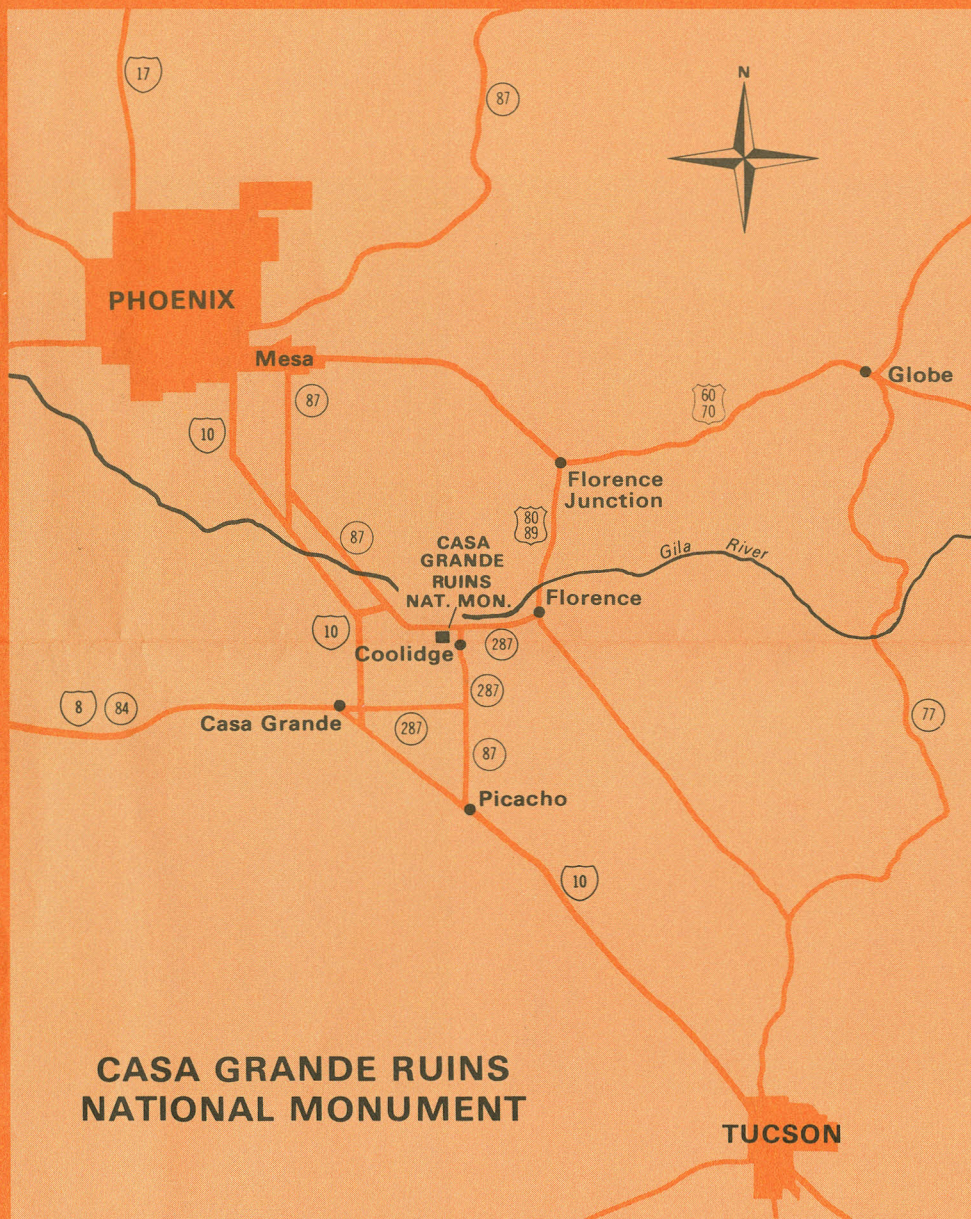 17
87
N
PHOENIX
Mesa
87
10
60
70
Globe
Florence
Junction
87
80
89
CASA
GRANDE
RUINS
NAT. MON.
Gila River
Florence
10
Coolidge
287
287
8
84
Casa Grande
287
77
87
Picacho
10
CASA GRANDE RUINS
NATIONAL MONUMENT
TUCSON